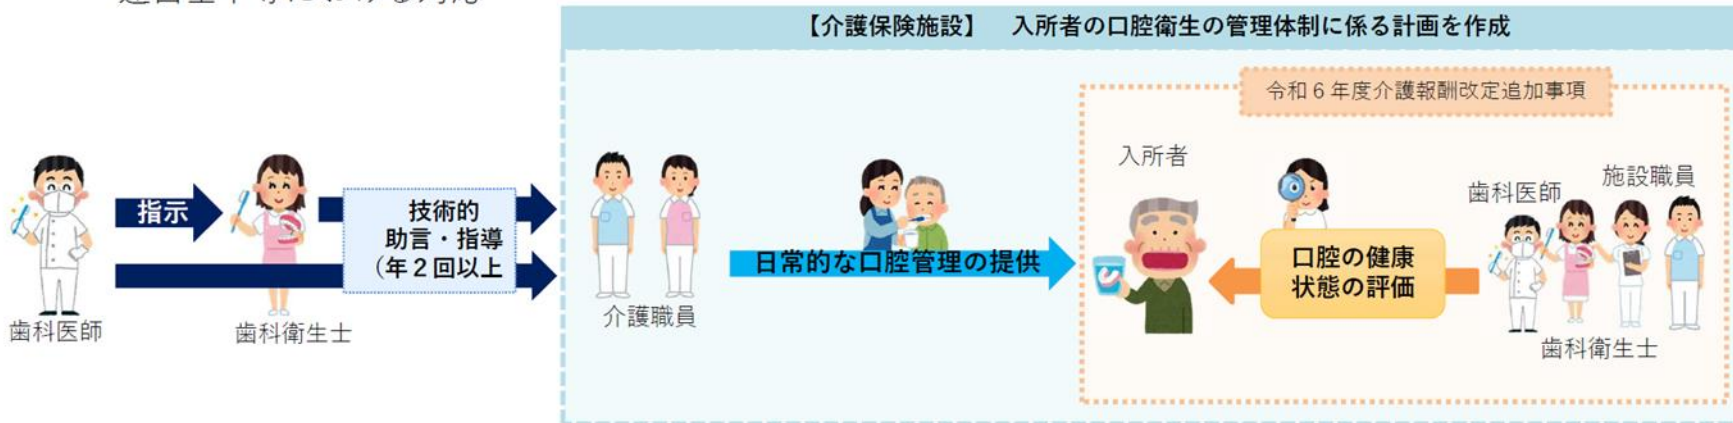 【介護保険施設】 入所者の口腔衛生の管理体制に係る計画を作成
令和６年度介護報酬改定追加事項
指示
技術的
助言・指導
（年２回以上
歯科医師
歯科衛生士
介護職員
日常的な口腔管理の提供
入所者
口腔の健康
状態の評価
歯科医師
施設職員
歯科衛生士